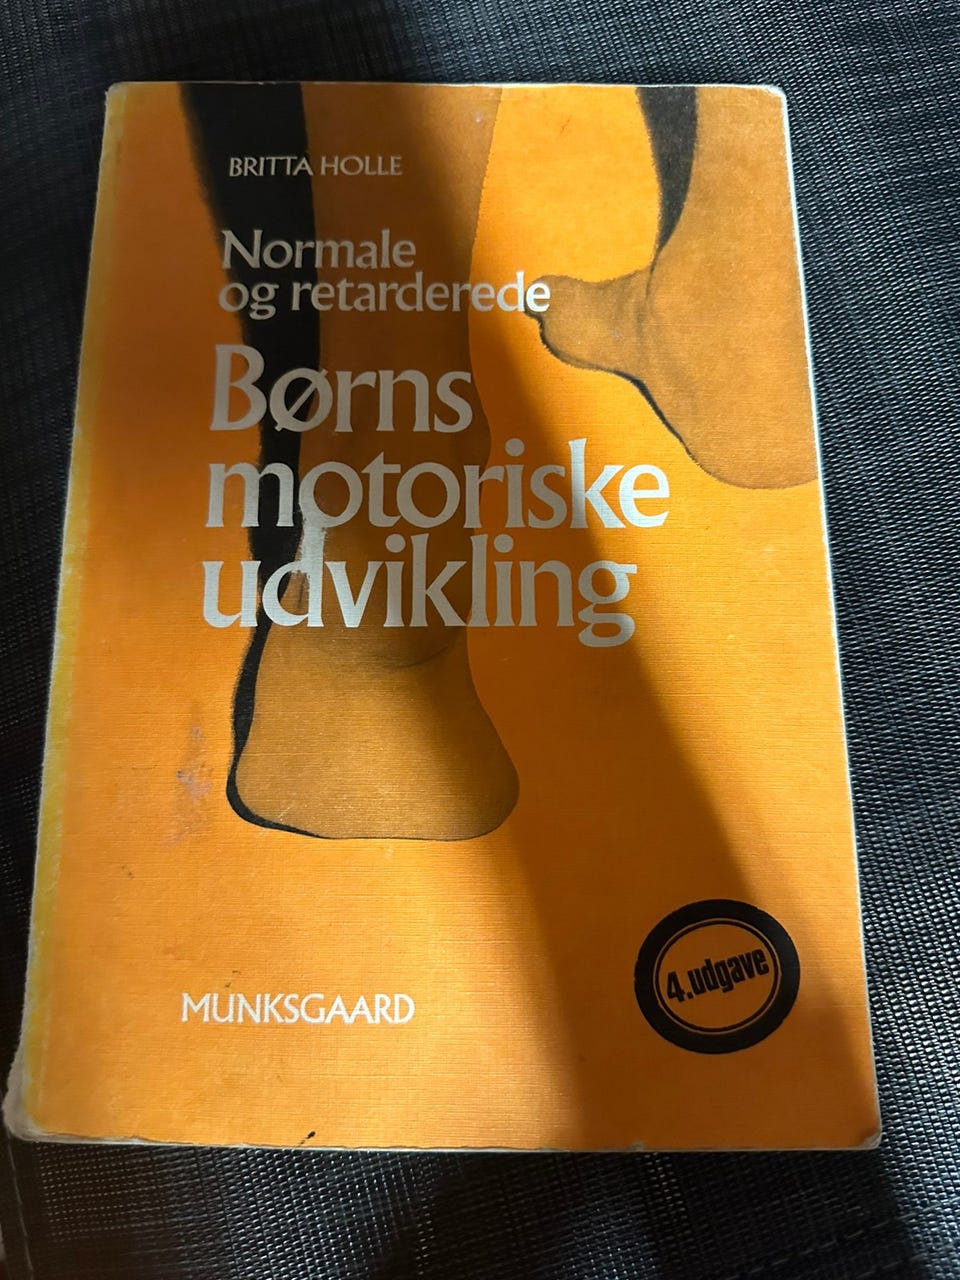 BRITTA HOLLE
Normale
og retarderede
Børns
motoriske
udvikling
4.udgave
MUNKSGAARD